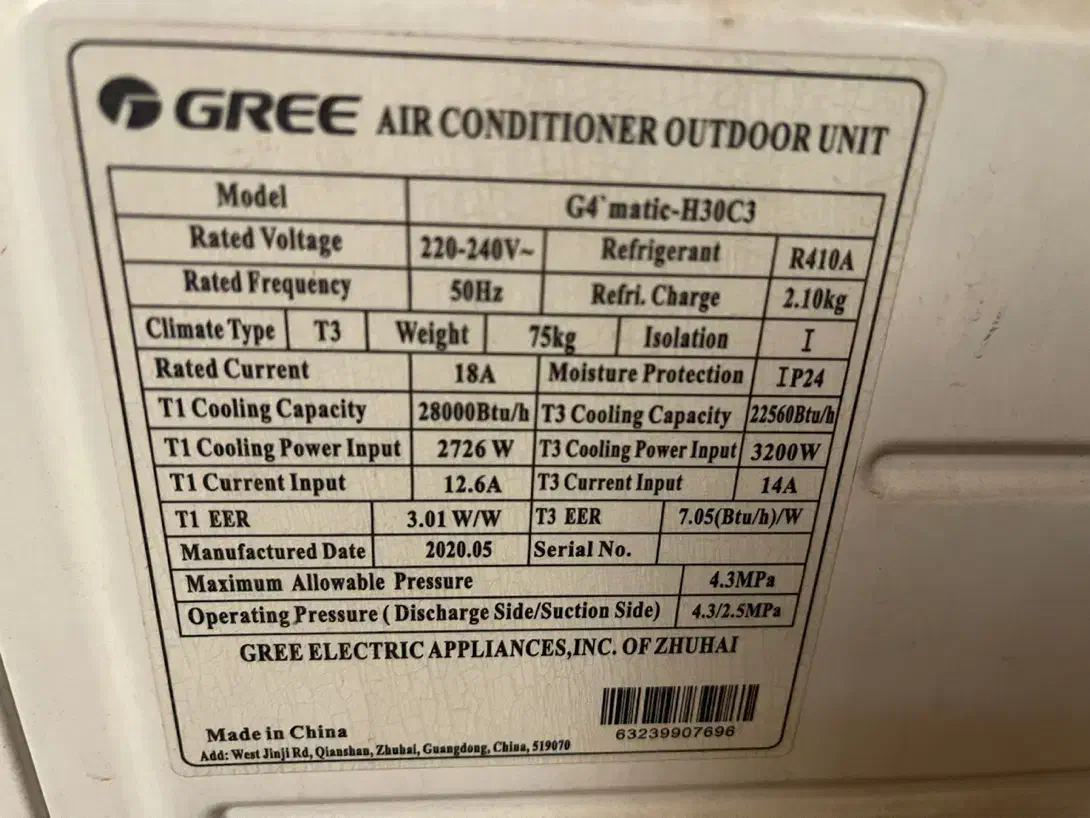 GREE AIR CONDITIONER OUTDOOR UNIT
Model G4`matic-H30C3
Rated Voltage 220-240V~ Refrigerant R410A
Rated Frequency 50Hz Refri. Charge 2.10kg
Climate Type T3 Weight 75kg Isolation I
Rated Current 18A Moisture Protection IP24
T1 Cooling Capacity 28000Btu/h T3 Cooling Capacity 22560Btu/h
T1 Cooling Power Input 2726 W T3 Cooling Power Input 3200W
T1 Current Input 12.6A T3 Current Input 14A
T1 EER 3.01 W/W T3 EER 7.05(Btu/h)/W
Manufactured Date 2020.05 Serial No.
Maximum Allowable Pressure 4.3MPa
Operating Pressure ( Discharge Side/Suction Side) 4.3/2.5MPa
GREE ELECTRIC APPLIANCES,INC. OF ZHUHAI
Made in China
63239907696
Add: West Jinji Rd, Qianshan, Zhuhai, Guangdong, China, 519070